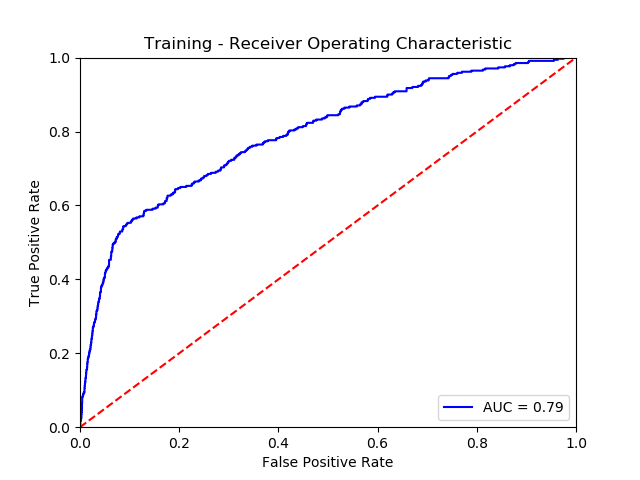 Training - Receiver Operating Characteristic
1.0
0.8
0.6
0.4
0.2
0.0
True Positive Rate
AUC = 0.79
0.0 0.2 0.4 0.6 0.8 1.0
False Positive Rate